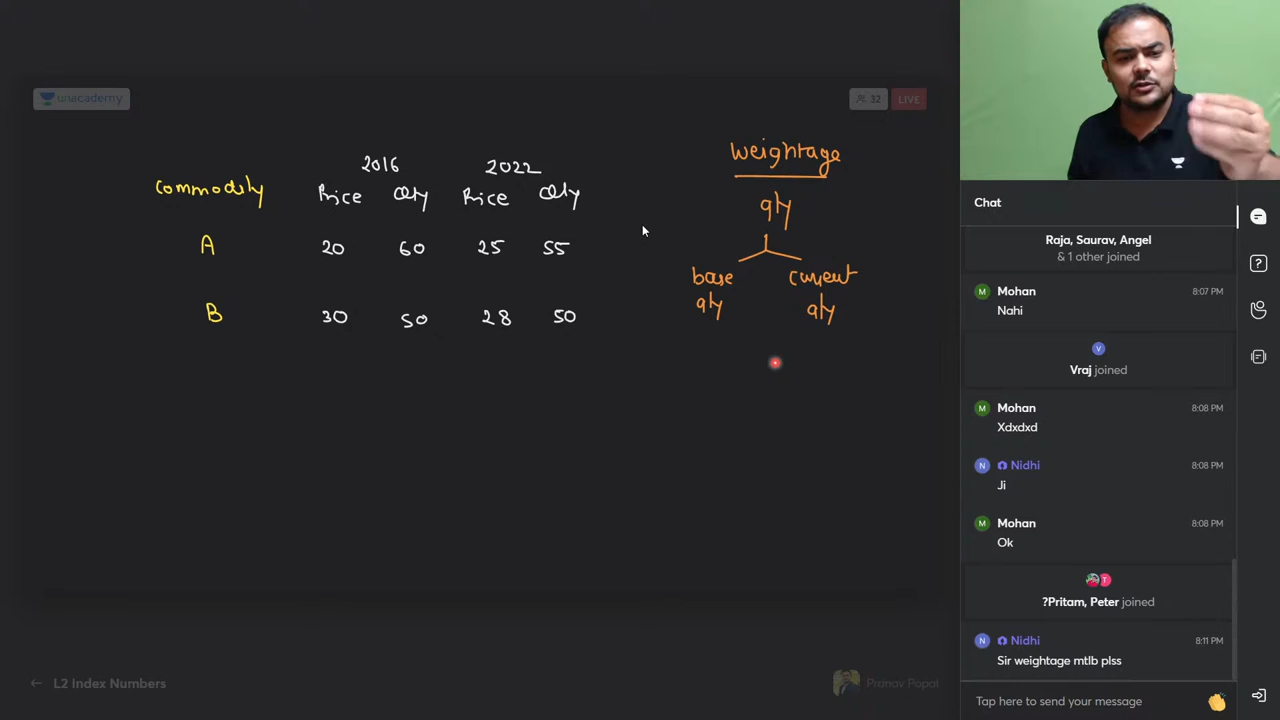 unacademy
32 LIVE
weightage
2016 2022
Commodity Price Qty Price Qty
qty
A 20 60 25 55
base current
qty qty
B 30 50 28 50
L2 Index Numbers
Pranav Popat
Chat
Raja, Saurav, Angel
& 1 other joined
M Mohan 8:07 PM
Nahi
V
Vraj joined
M Mohan 8:08 PM
Xdxdxd
N Nidhi 8:08 PM
Ji
M Mohan 8:08 PM
Ok
T
?Pritam, Peter joined
N Nidhi 8:11 PM
Sir weightage mtlb plss
Tap here to send your message